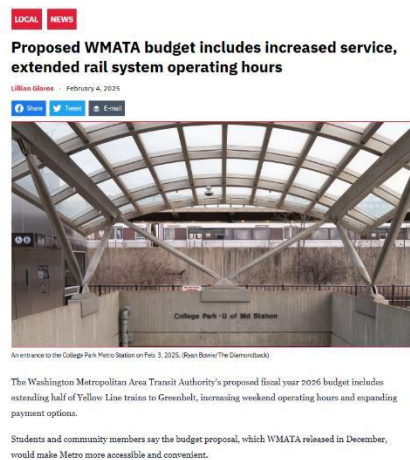 LOCAL NEWS
Proposed WMATA budget includes increased service,
extended rail system operating hours
Lillian Glaros - February 4, 2025
Share Tweet E-mail
College Park - U of Md Station
An entrance to the College Park Metro Station on Feb. 3, 2025. (Ryan Bowie/The Diamondback)
The Washington Metropolitan Area Transit Authority's proposed fiscal year 2026 budget includes
extending half of Yellow Line trains to Greenbelt, increasing weekend operating hours and expanding
payment options.
Students and community members say the budget proposal, which WMATA released in December,
would make Metro more accessible and convenient.